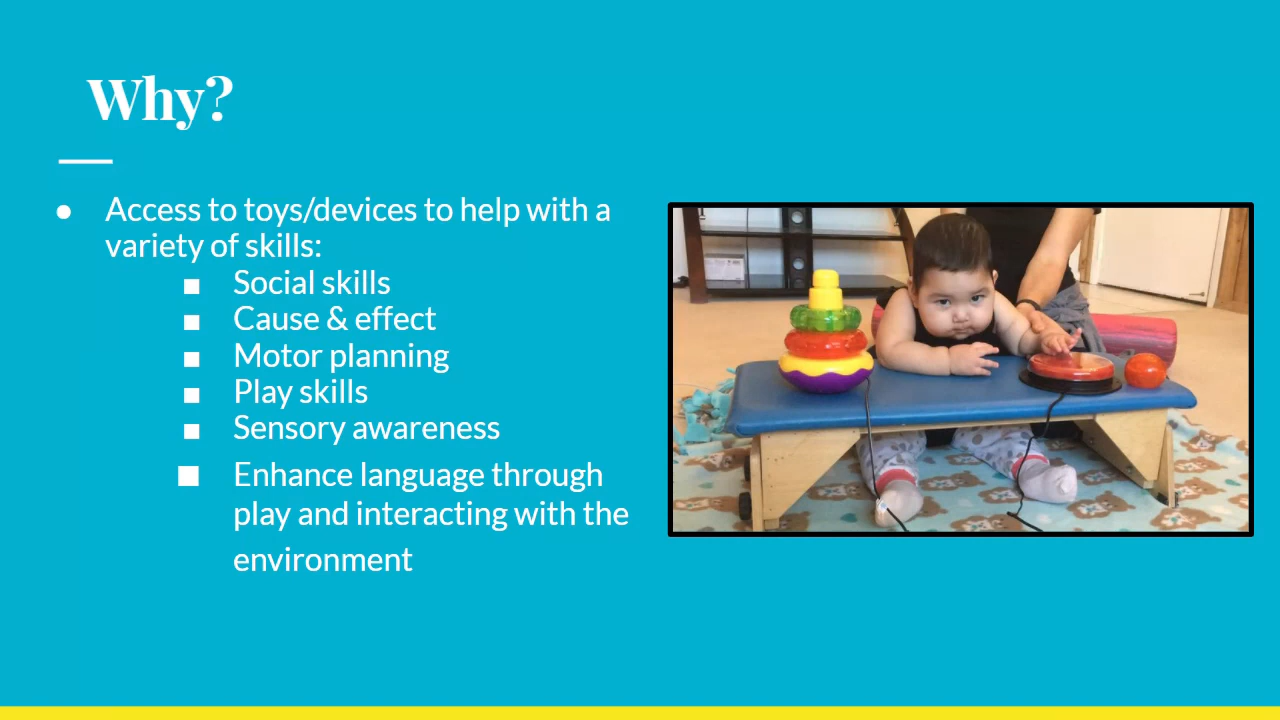 Why?
● Access to toys/devices to help with a
variety of skills:
■ Social skills
■ Cause & effect
■ Motor planning
■ Play skills
■ Sensory awareness
■ Enhance language through
play and interacting with the
environment